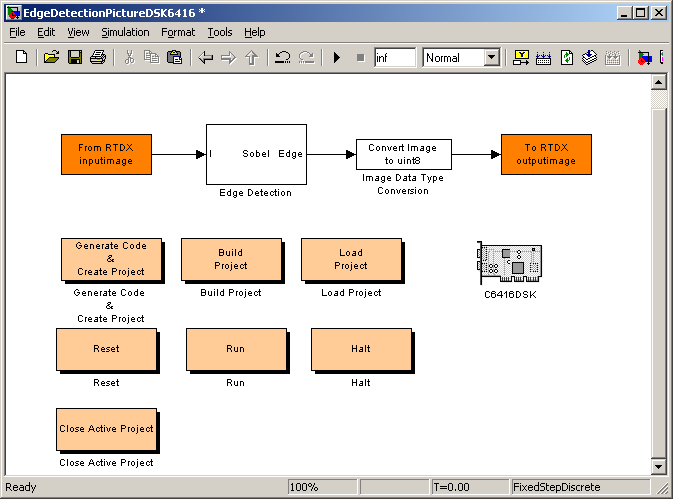 EdgeDetectionPictureDSK6416 *
File Edit View Simulation Format Tools Help
inf Normal
From RTDX
inputimage
I Sobel Edge
Edge Detection
Convert Image
to uint8
Image Data Type
Conversion
To RTDX
outputimage
Generate Code
&
Create Project
Generate Code
&
Create Project
Build
Project
Build Project
Load
Project
Load Project
C6416DSK
Reset
Reset
Run
Run
Halt
Halt
Close Active Project
Close Active Project
Ready 100% T=0.00 FixedStepDiscrete